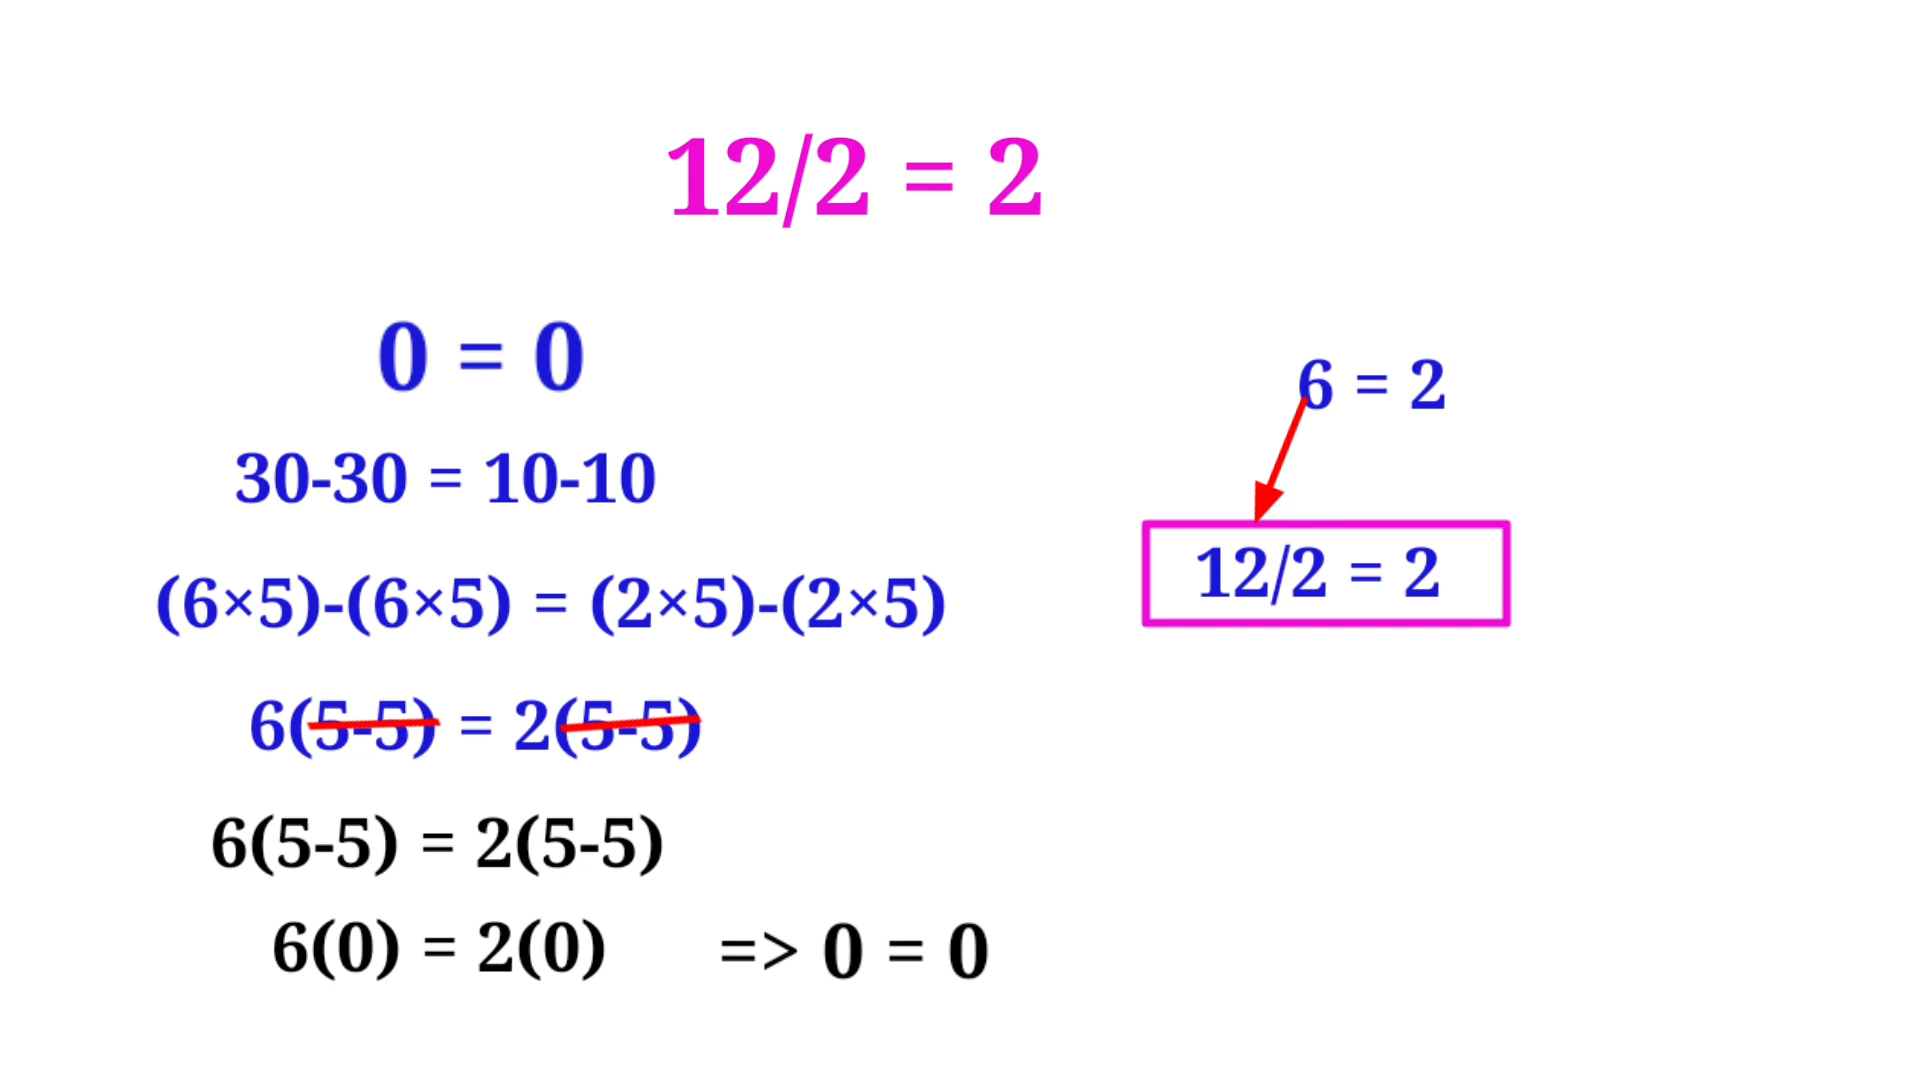 12/2 = 2
0 = 0
30-30 = 10-10
(6×5)-(6×5) = (2×5)-(2×5)
6(5-5) = 2(5-5)
6(5-5) = 2(5-5)
6(0) = 2(0) => 0 = 0
6 = 2
12/2 = 2